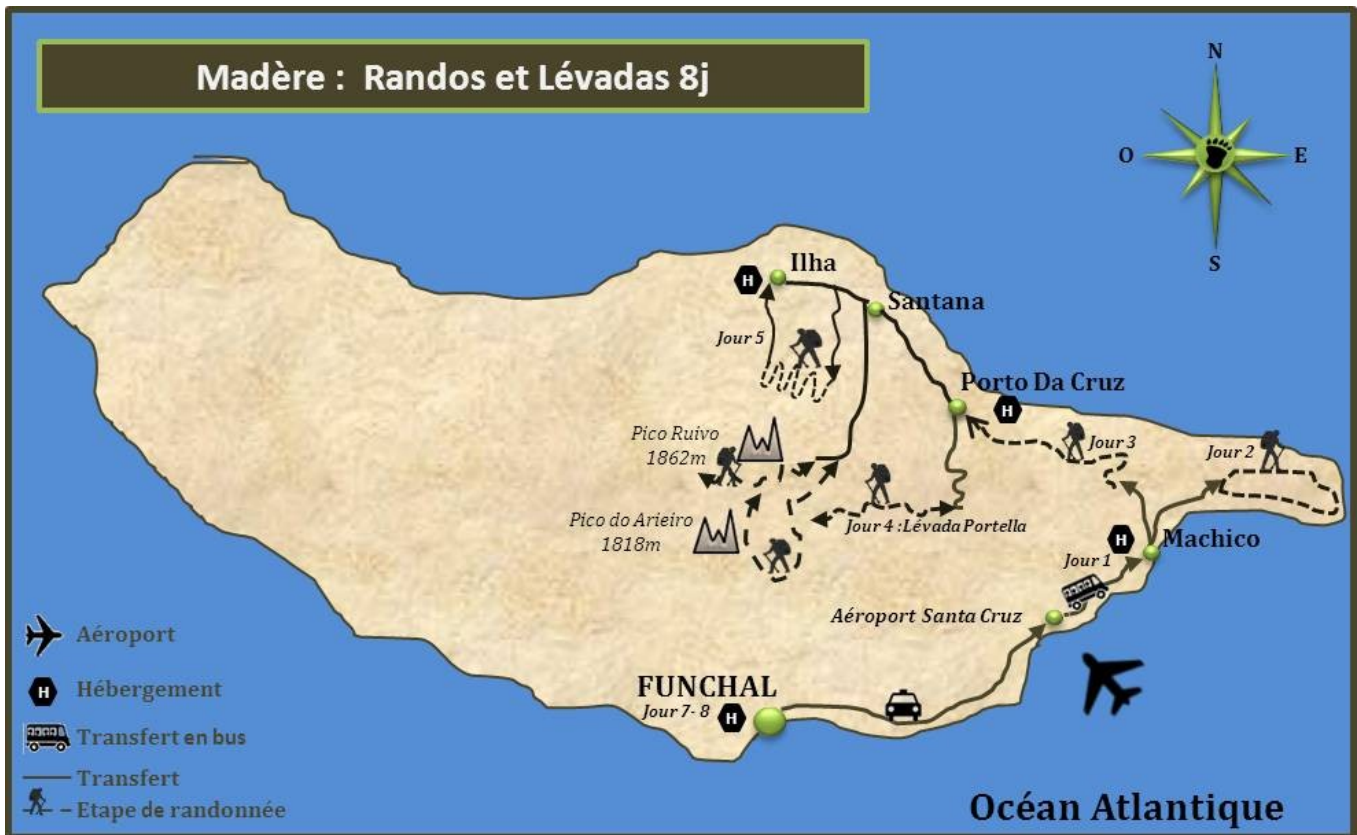 Madère : Randos et Lévadas 8j
N
O
E
S
Ilha
H
Santana
Jour 5
Porto Da Cruz
H
Pico Ruivo
1862m
Jour 3
Jour 2
Pico do Arieiro
1818m
Jour 4 :Lévada Portella
H
Machico
Jour 1
Aéroport Santa Cruz
Aéroport
H Hébergement
FUNCHAL
Jour 7- 8
H
Transfert en bus
Transfert
Etape de randonnée
Océan Atlantique